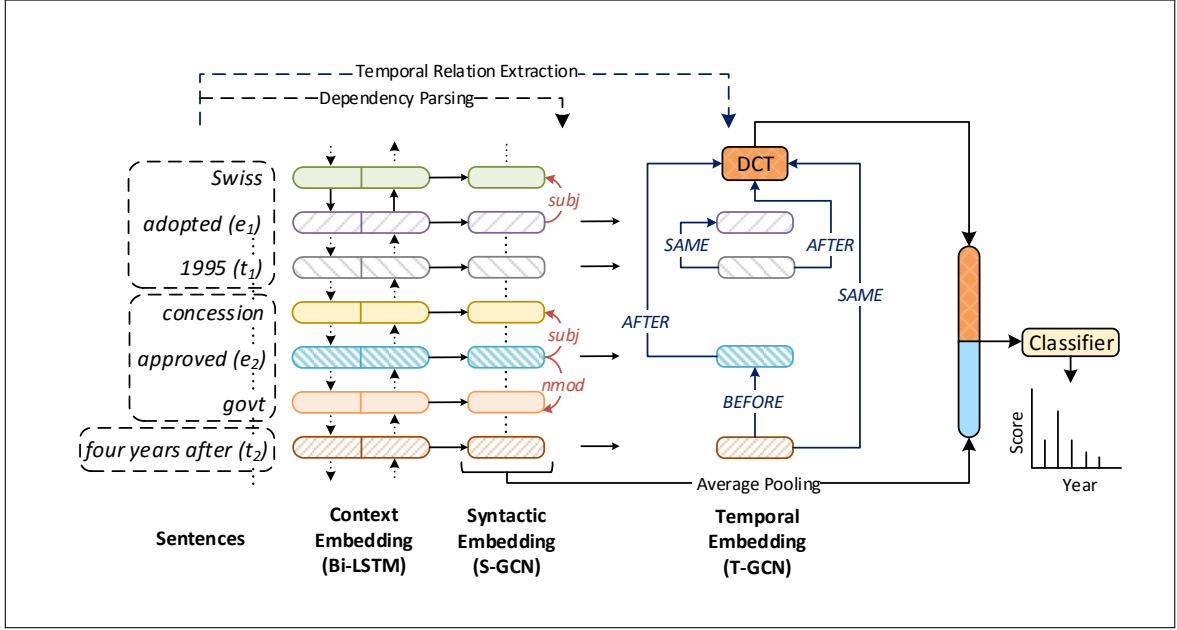 Temporal Relation Extraction
Dependency Parsing
Swiss
adopted (e1)
1995 (t1)
concession
approved (e2)
govt
four years after (t2)
subj
subj
nmod
DCT
SAME
AFTER
SAME
AFTER
BEFORE
Average Pooling
Classifier
Score
Year
Sentences
Context
Embedding
(Bi-LSTM)
Syntactic
Embedding
(S-GCN)
Temporal
Embedding
(T-GCN)